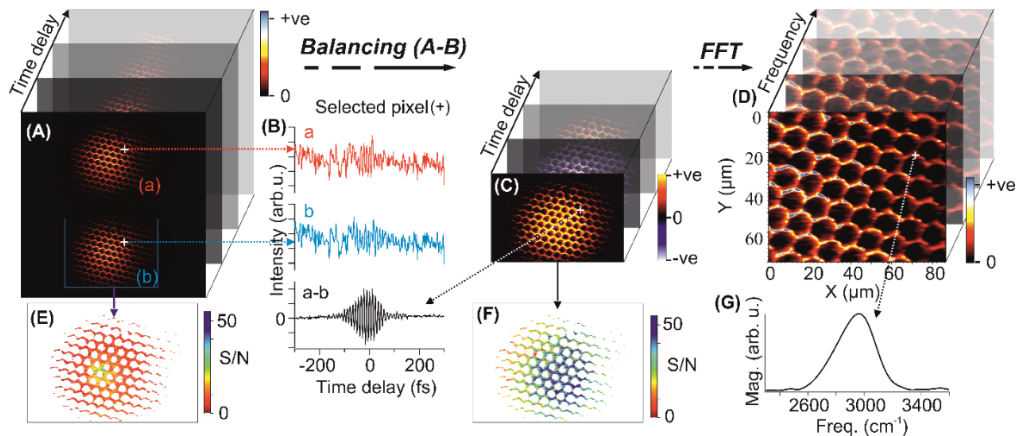 Time delay
+ve
0
Balancing (A-B)
FFT
(A)
(a)
(b)
Selected pixel(+)
(B)
a
b
a-b
0
Intensity (arb.u.)
-200
0
200
Time delay (fs)
Time delay
(C)
+ve
0
-ve
Frequency
(D)
0
20
40
60
Y (µm)
0
20
40
60
80
X (µm)
+ve
0
(E)
50
S/N
0
(F)
50
S/N
0
(G)
Mag. (arb. u.)
2600
3000
3400
Freq. (cm-1)